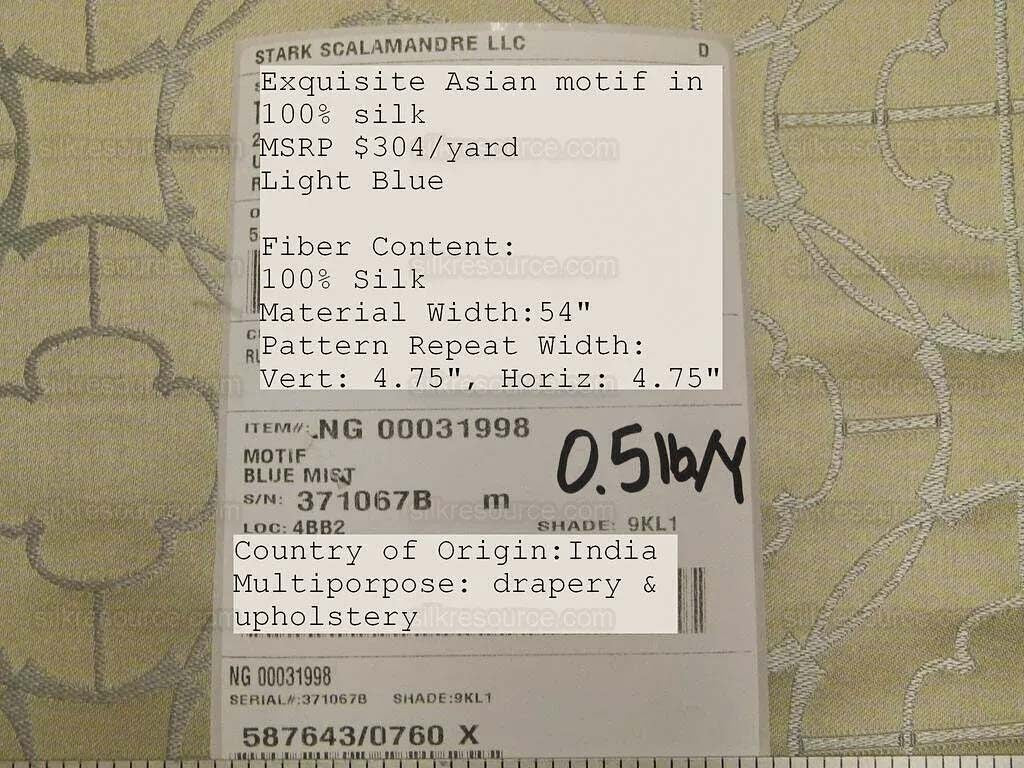 STARK SCALAMANDRE LLC D
Exquisite Asian motif in
100% silk
MSRP $304/yard
Light Blue
Fiber Content:
100% Silk
Material Width:54"
Pattern Repeat Width:
Vert: 4.75", Horiz: 4.75"
ITEM#: NG 00031998
MOTIF
BLUE MIST
0.5lb/Y
S/N: 371067B m
LOC: 4BB2 SHADE: 9KL1
Country of Origin:India
Multiporpose: drapery &
upholstery
NG 00031998
SERIAL#:371067B SHADE:9KL1
587643/0760 X
silkresource.com